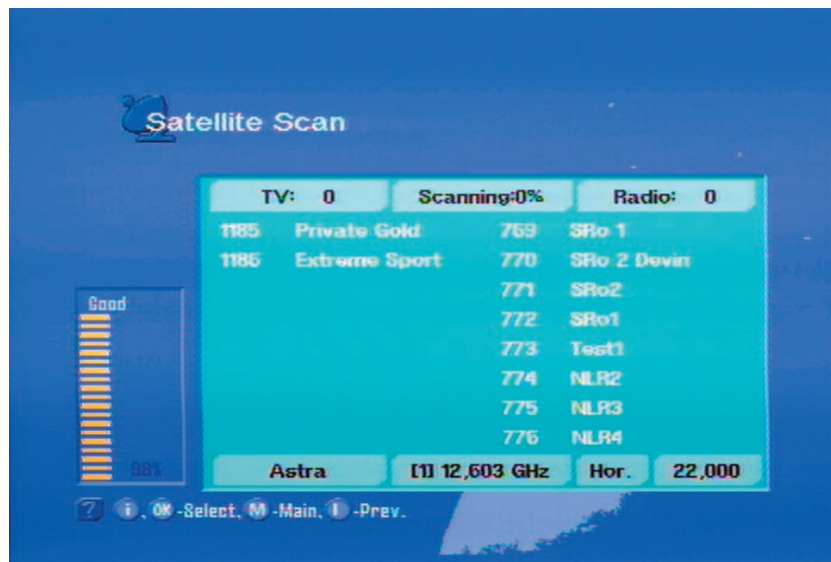 Satellite Scan
TV: 0 Scanning:0% Radio: 0
1185 Private Gold 769 SRo 1
1186 Extreme Sport 770 SRo 2 Devin
771 SRo2
772 SRo1
773 Test1
774 NLR2
775 NLR3
776 NLR4
Good
98%
Astra [1] 12,603 GHz Hor. 22,000
? i, OK -Select, M -Main, I -Prev.